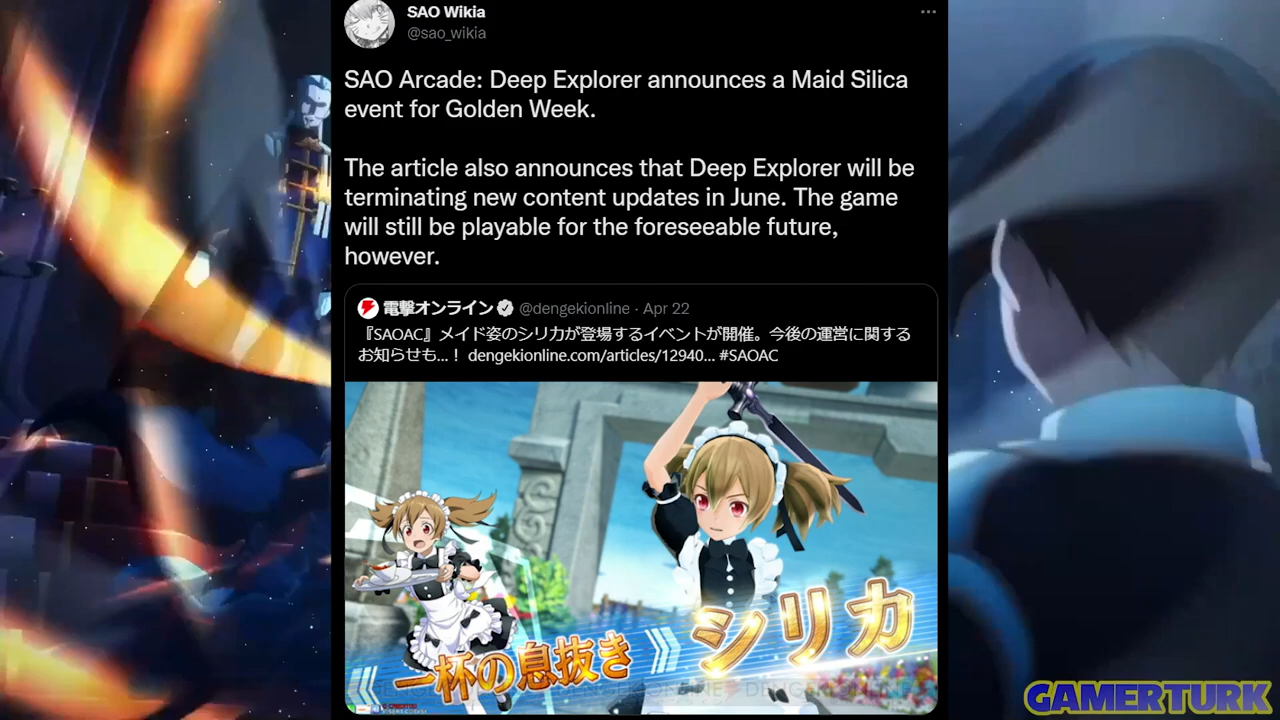 SAO Wikia
@sao_wikia
SAO Arcade: Deep Explorer announces a Maid Silica
event for Golden Week.
The article also announces that Deep Explorer will be
terminating new content updates in June. The game
will still be playable for the foreseeable future,
however.
電撃オンライン @dengekionline · Apr 22
『SAOAC』メイド姿のシリカが登場するイベントが開催。今後の運営に関する
お知らせも…！ dengekionline.com/articles/12940… #SAOAC
一杯の息抜き
シリカ
DENGEKI ONLINE
GAMERTURK